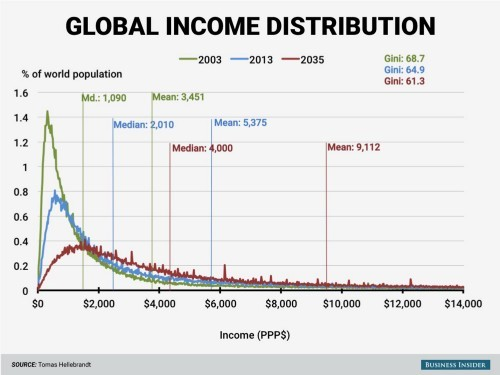 GLOBAL INCOME DISTRIBUTION
2003 2013 2035
Gini: 68.7
Gini: 64.9
Gini: 61.3
% of world population
1.6
1.4
1.2
1
0.8
0.6
0.4
0.2
0
Md.: 1,090
Mean: 3,451
Median: 2,010
Mean: 5,375
Median: 4,000
Mean: 9,112
$0 $2,000 $4,000 $6,000 $8,000 $10,000 $12,000 $14,000
Income (PPP$)
SOURCE: Tomas Hellebrandt
BUSINESS INSIDER